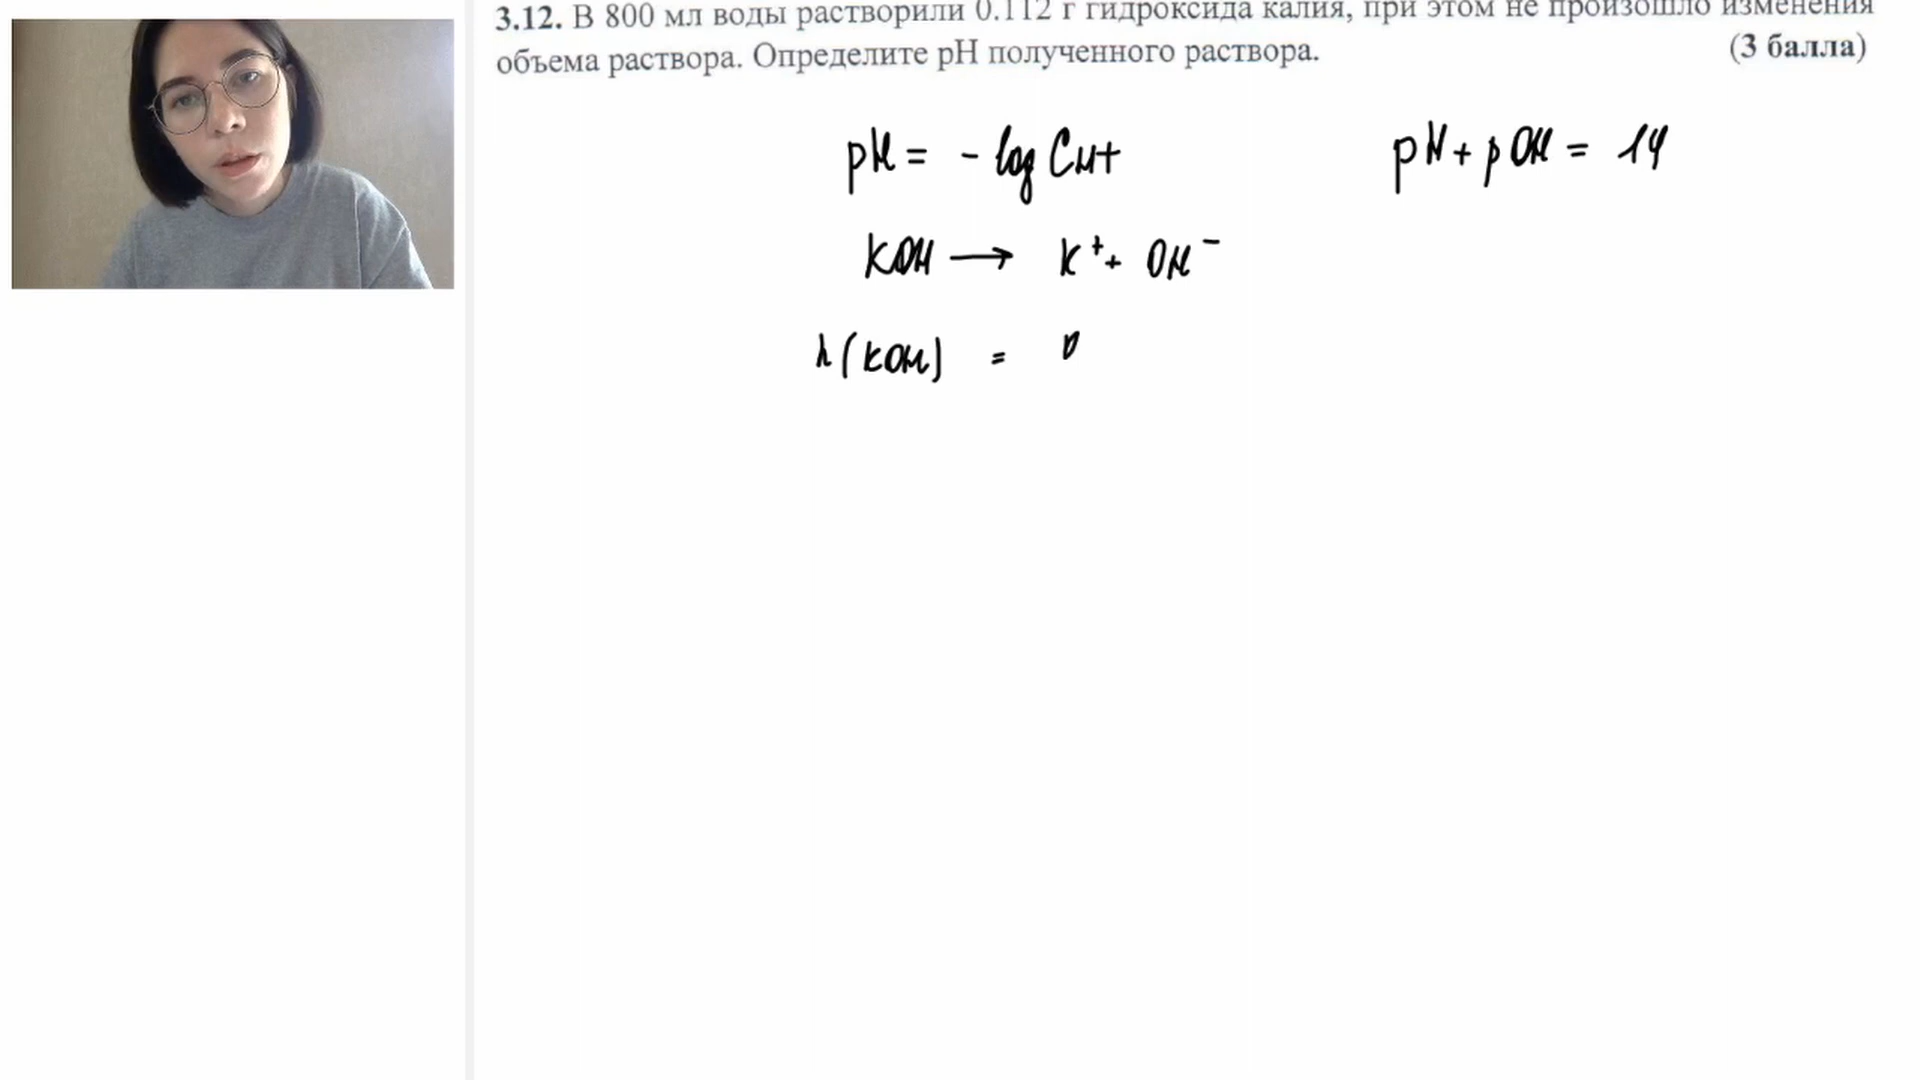 3.12. В 800 мл воды растворили 0.112 г гидроксида калия, при этом не произошло изменения
объема раствора. Определите pH полученного раствора.
(3 балла)
pH = - log CH+
pH + pOH = 14
KOH → K⁺ + OH⁻
n(KOH) = 0